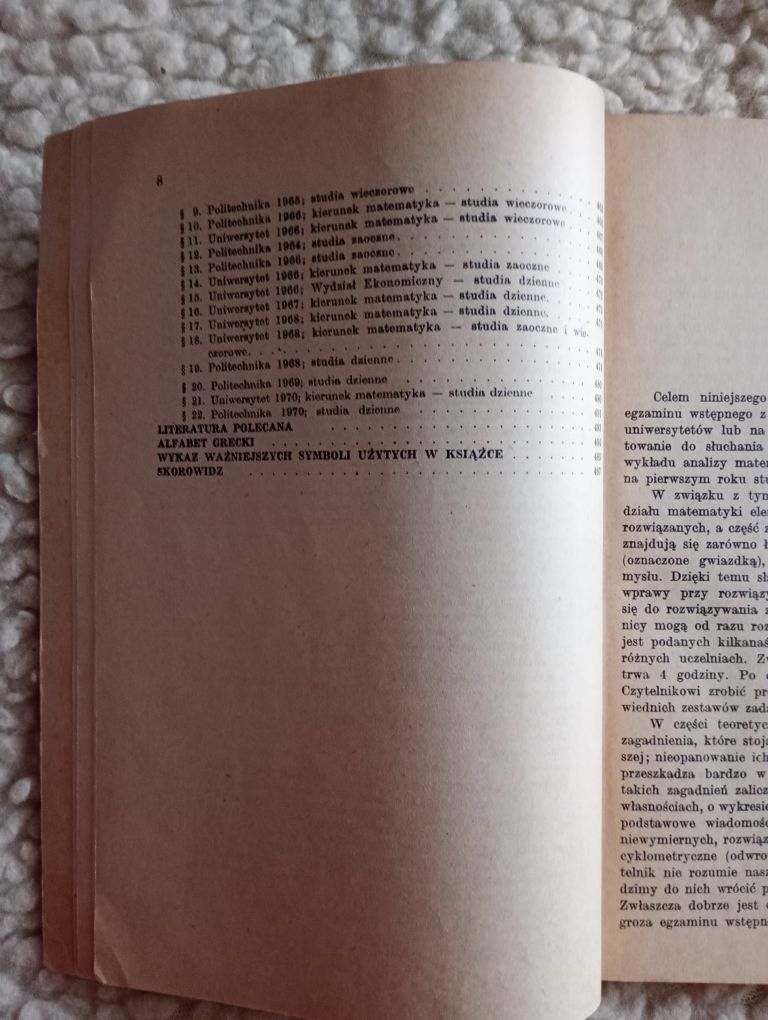 8
§ 9. Politechnika 1965; studia wieczorowe
§ 10. Politechnika 1966; kierunek matematyka — studia wieczorowe
§ 11. Uniwersytet 1966; kierunek matematyka — studia wieczorowe
§ 12. Politechnika 1964; studia zaoczne
§ 13. Politechnika 1966; studia zaoczne
§ 14. Uniwersytet 1966; kierunek matematyka — studia zaoczne
§ 15. Uniwersytet 1966; Wydział Ekonomiczny — studia dzienne
§ 16. Uniwersytet 1967; kierunek matematyka — studia dzienne
§ 17. Uniwersytet 1968; kierunek matematyka — studia dzienne
§ 18. Uniwersytet 1968; kierunek matematyka — studia zaoczne i wie-
czorowe
§ 19. Politechnika 1968; studia dzienne
§ 20. Politechnika 1969; studia dzienne
§ 21. Uniwersytet 1970; kierunek matematyka — studia dzienne
§ 22. Politechnika 1970; studia dzienne
LITERATURA POLECANA
ALFABET GRECKI
WYKAZ WAŻNIEJSZYCH SYMBOLI UŻYTYCH W KSIĄŻCE
SKOROWIDZ
Celem niniejszego
egzaminu wstępnego z
uniwersytetów lub na
towanie do słuchania
wykładu analizy mate
na pierwszym roku stu
W związku z tym
działu matematyki ele
rozwiązanych, a część z
znajdują się zarówno ł
(oznaczone gwiazdką),
mysłu. Dzięki temu sł
wprawy przy rozwiązy
się do rozwiązywania z
nicy mogą od razu roz
jest podanych kilkanaś
różnych uczelniach. Zw
trwa 4 godziny. Po
Czytelnikowi zrobić pr
wiednich zestawów zada
W części teoretyc
zagadnienia, które stoją
szej; nieopanowanie ich
przeszkadza bardzo w
takich zagadnień zalicz
własnościach, o wykresie
podstawowe wiadomośc
niewymiernych, rozwiąz
cyklometryczne (odwro
telnik nie rozumie nasz
dzimy do nich wrócić p
Zwłaszcza dobrze jest
groza egzaminu wstępn